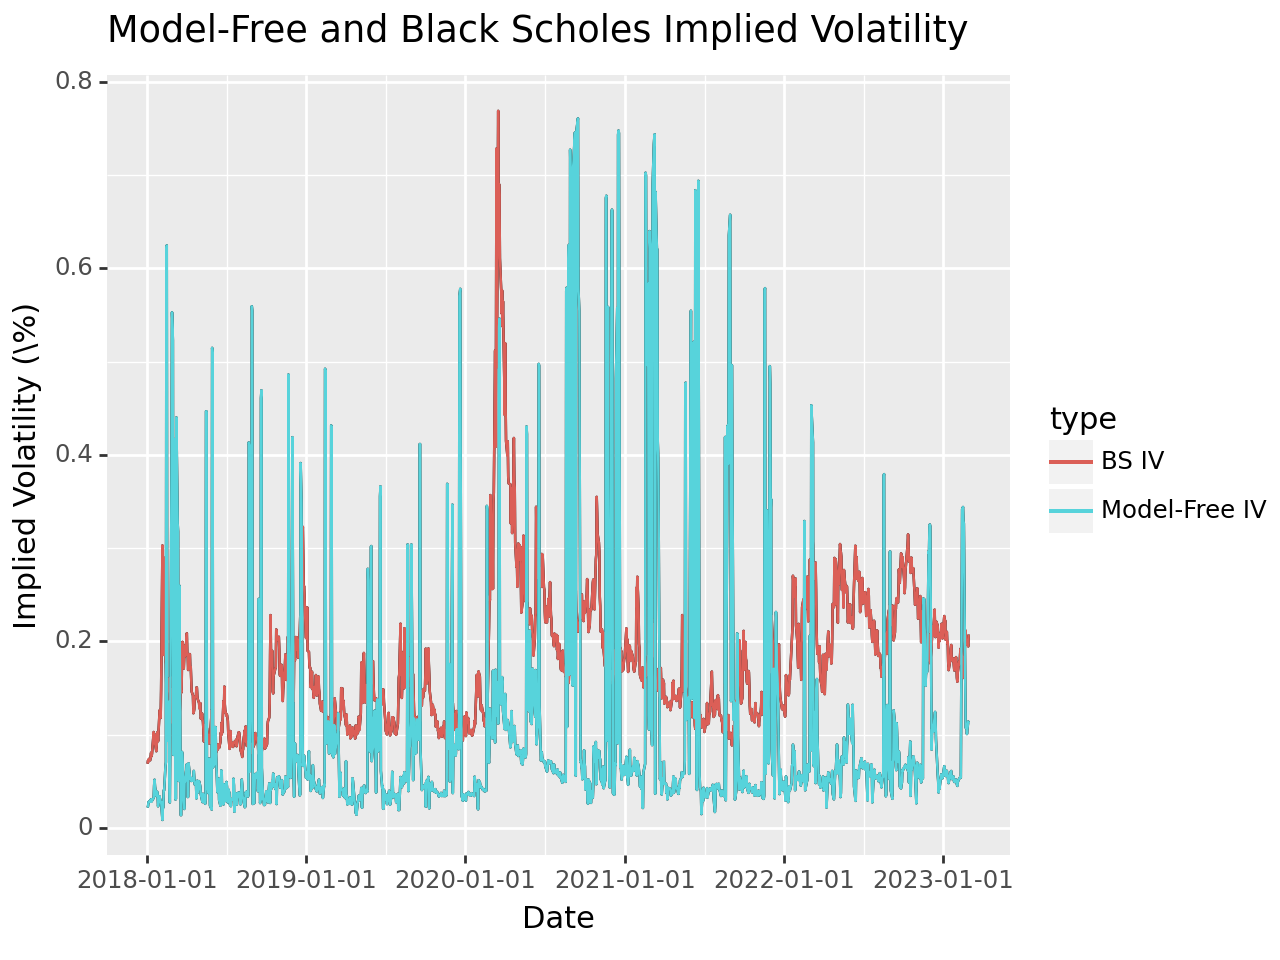 Model-Free and Black Scholes Implied Volatility
0.8
0.6
0.4
0.2
0
Implied Volatility (\%)
2018-01-01 2019-01-01 2020-01-01 2021-01-01 2022-01-01 2023-01-01
Date
type
BS IV
Model-Free IV